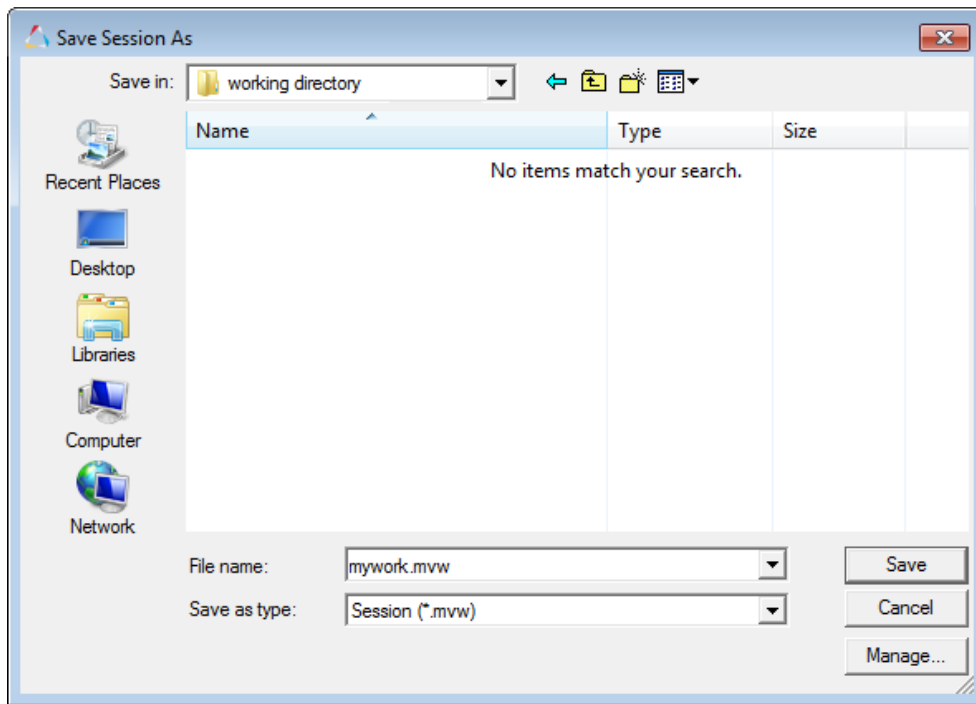 Save Session As
Save in: working directory
Name Type Size
No items match your search.
Recent Places
Desktop
Libraries
Computer
Network
File name: mywork.mvw Save
Save as type: Session (*.mvw) Cancel
Manage...